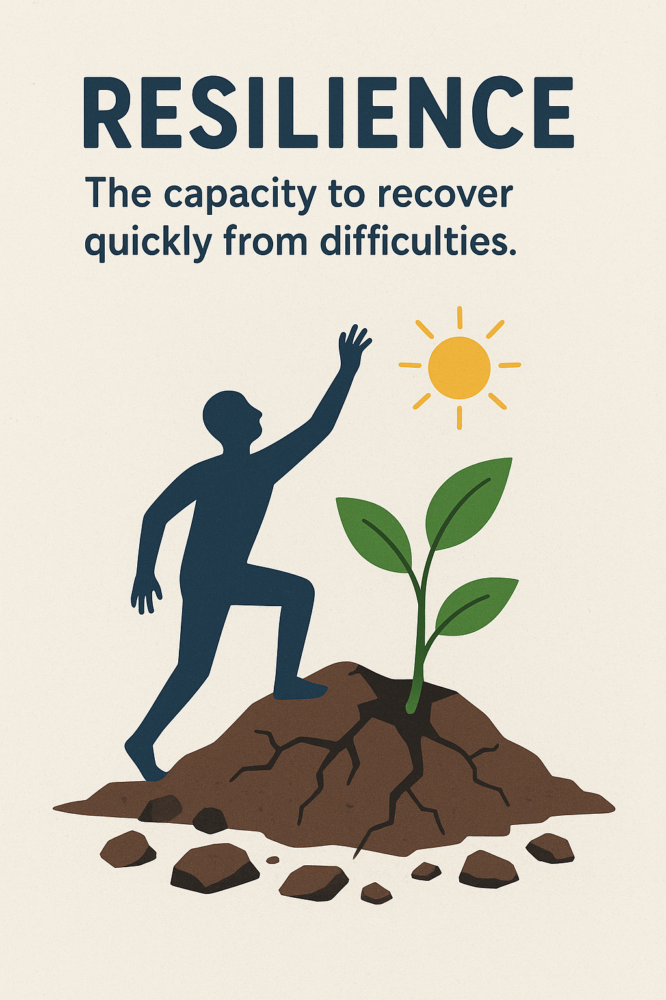 RESILIENCE
The capacity to recover
quickly from difficulties.